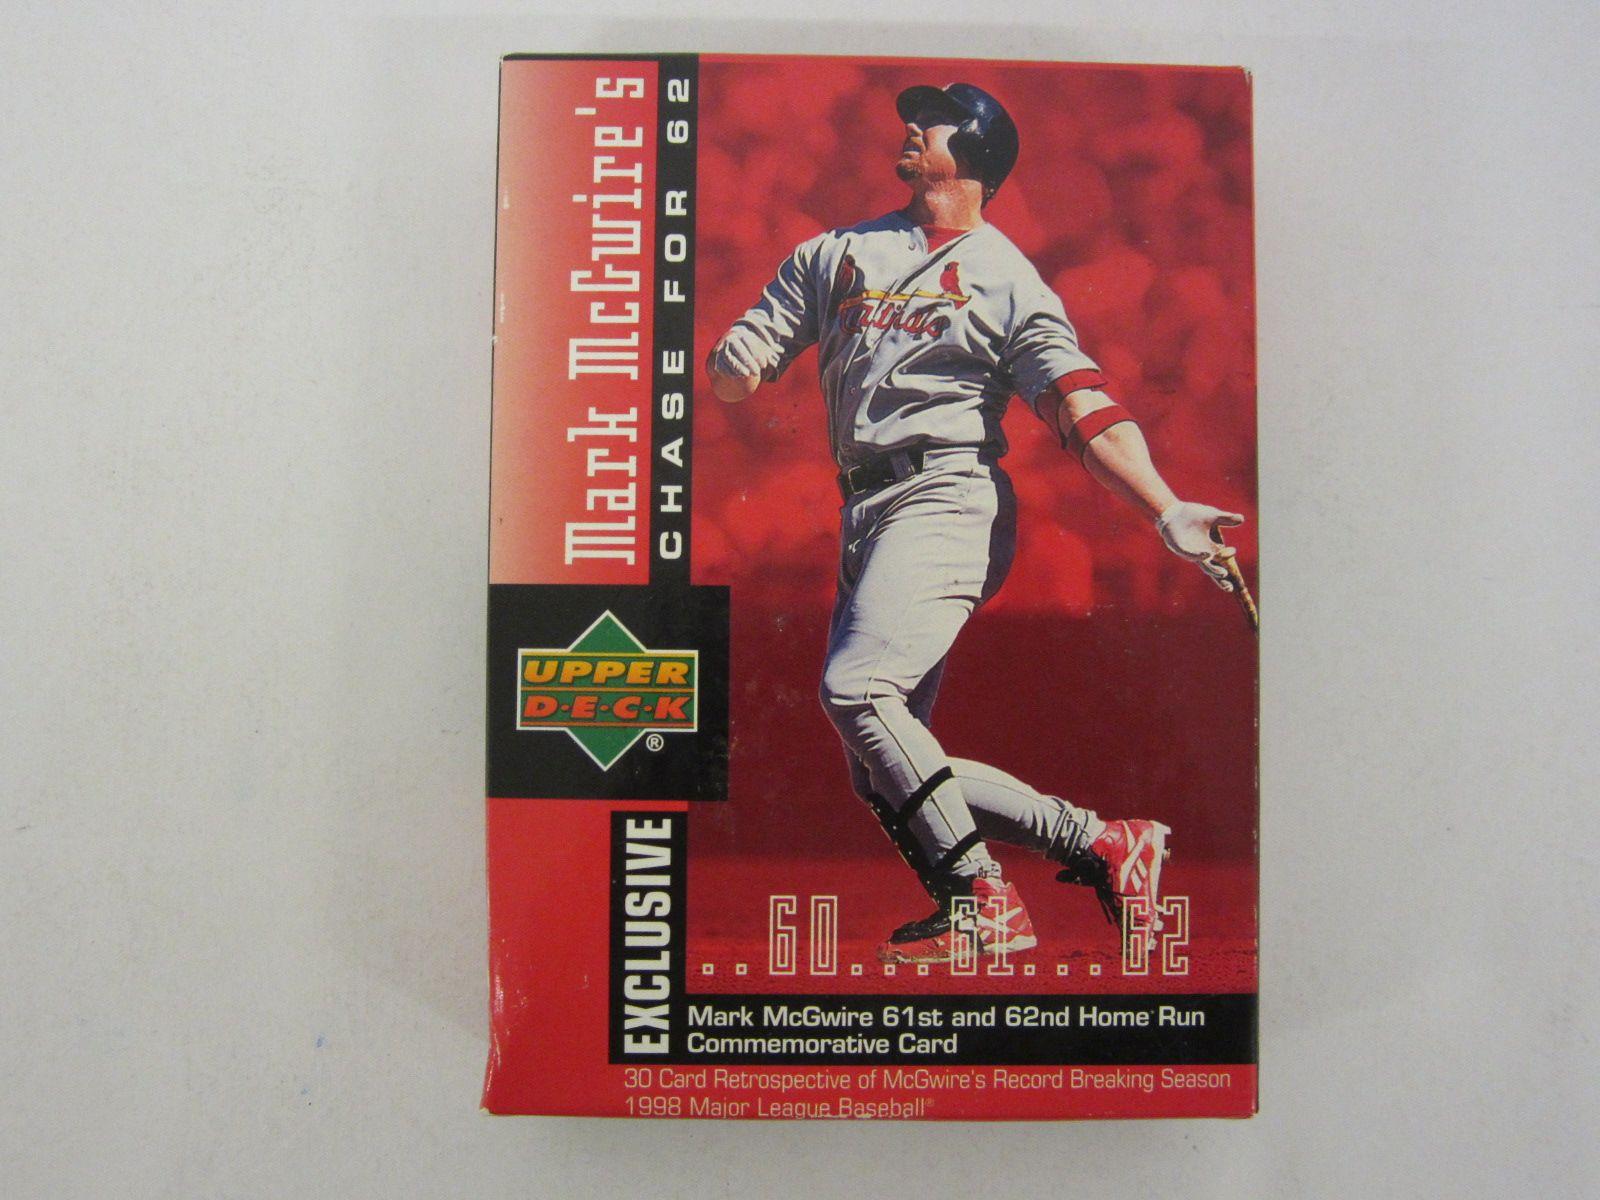 Mark McGwire's
CHASE FOR 62
Cardinals
UPPER
D·E·C·K
®
EXCLUSIVE
..60...61...62
Mark McGwire 61st and 62nd Home Run
Commemorative Card
30 Card Retrospective of McGwire's Record Breaking Season
1998 Major League Baseball®